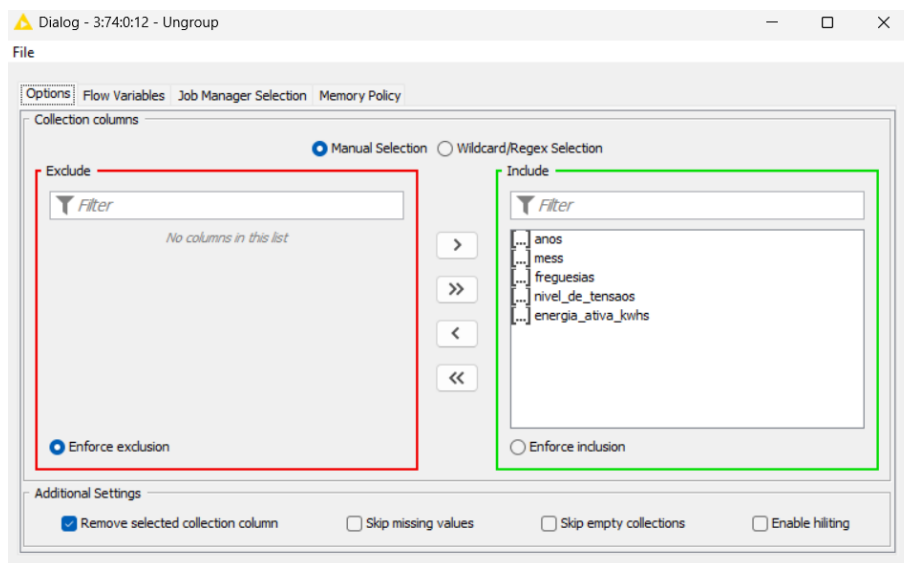 Dialog - 3:74:0:12 - Ungroup
File
Options Flow Variables Job Manager Selection Memory Policy
Collection columns
Manual Selection Wildcard/Regex Selection
Exclude
Filter
No columns in this list
Enforce exclusion
>
>>
<
<<
Include
Filter
[...] anos
[...] mess
[...] freguesias
[...] nivel_de_tensaos
[...] energia_ativa_kwhs
Enforce inclusion
Additional Settings
Remove selected collection column Skip missing values Skip empty collections Enable hiliting